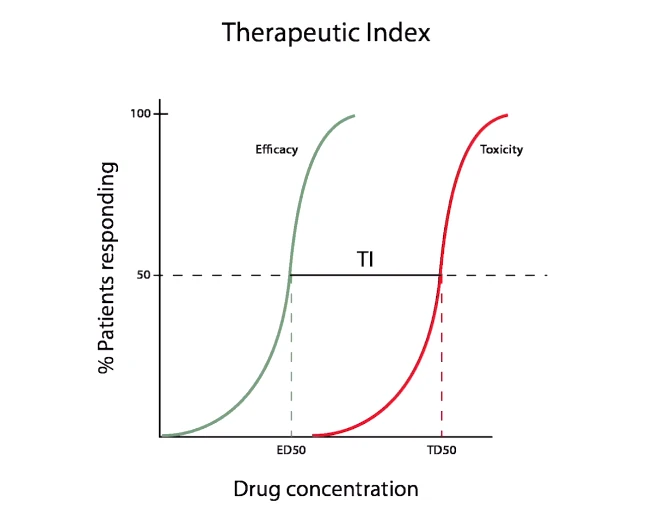 Therapeutic Index
100
Efficacy
Toxicity
TI
50
% Patients responding
ED50
TD50
Drug concentration